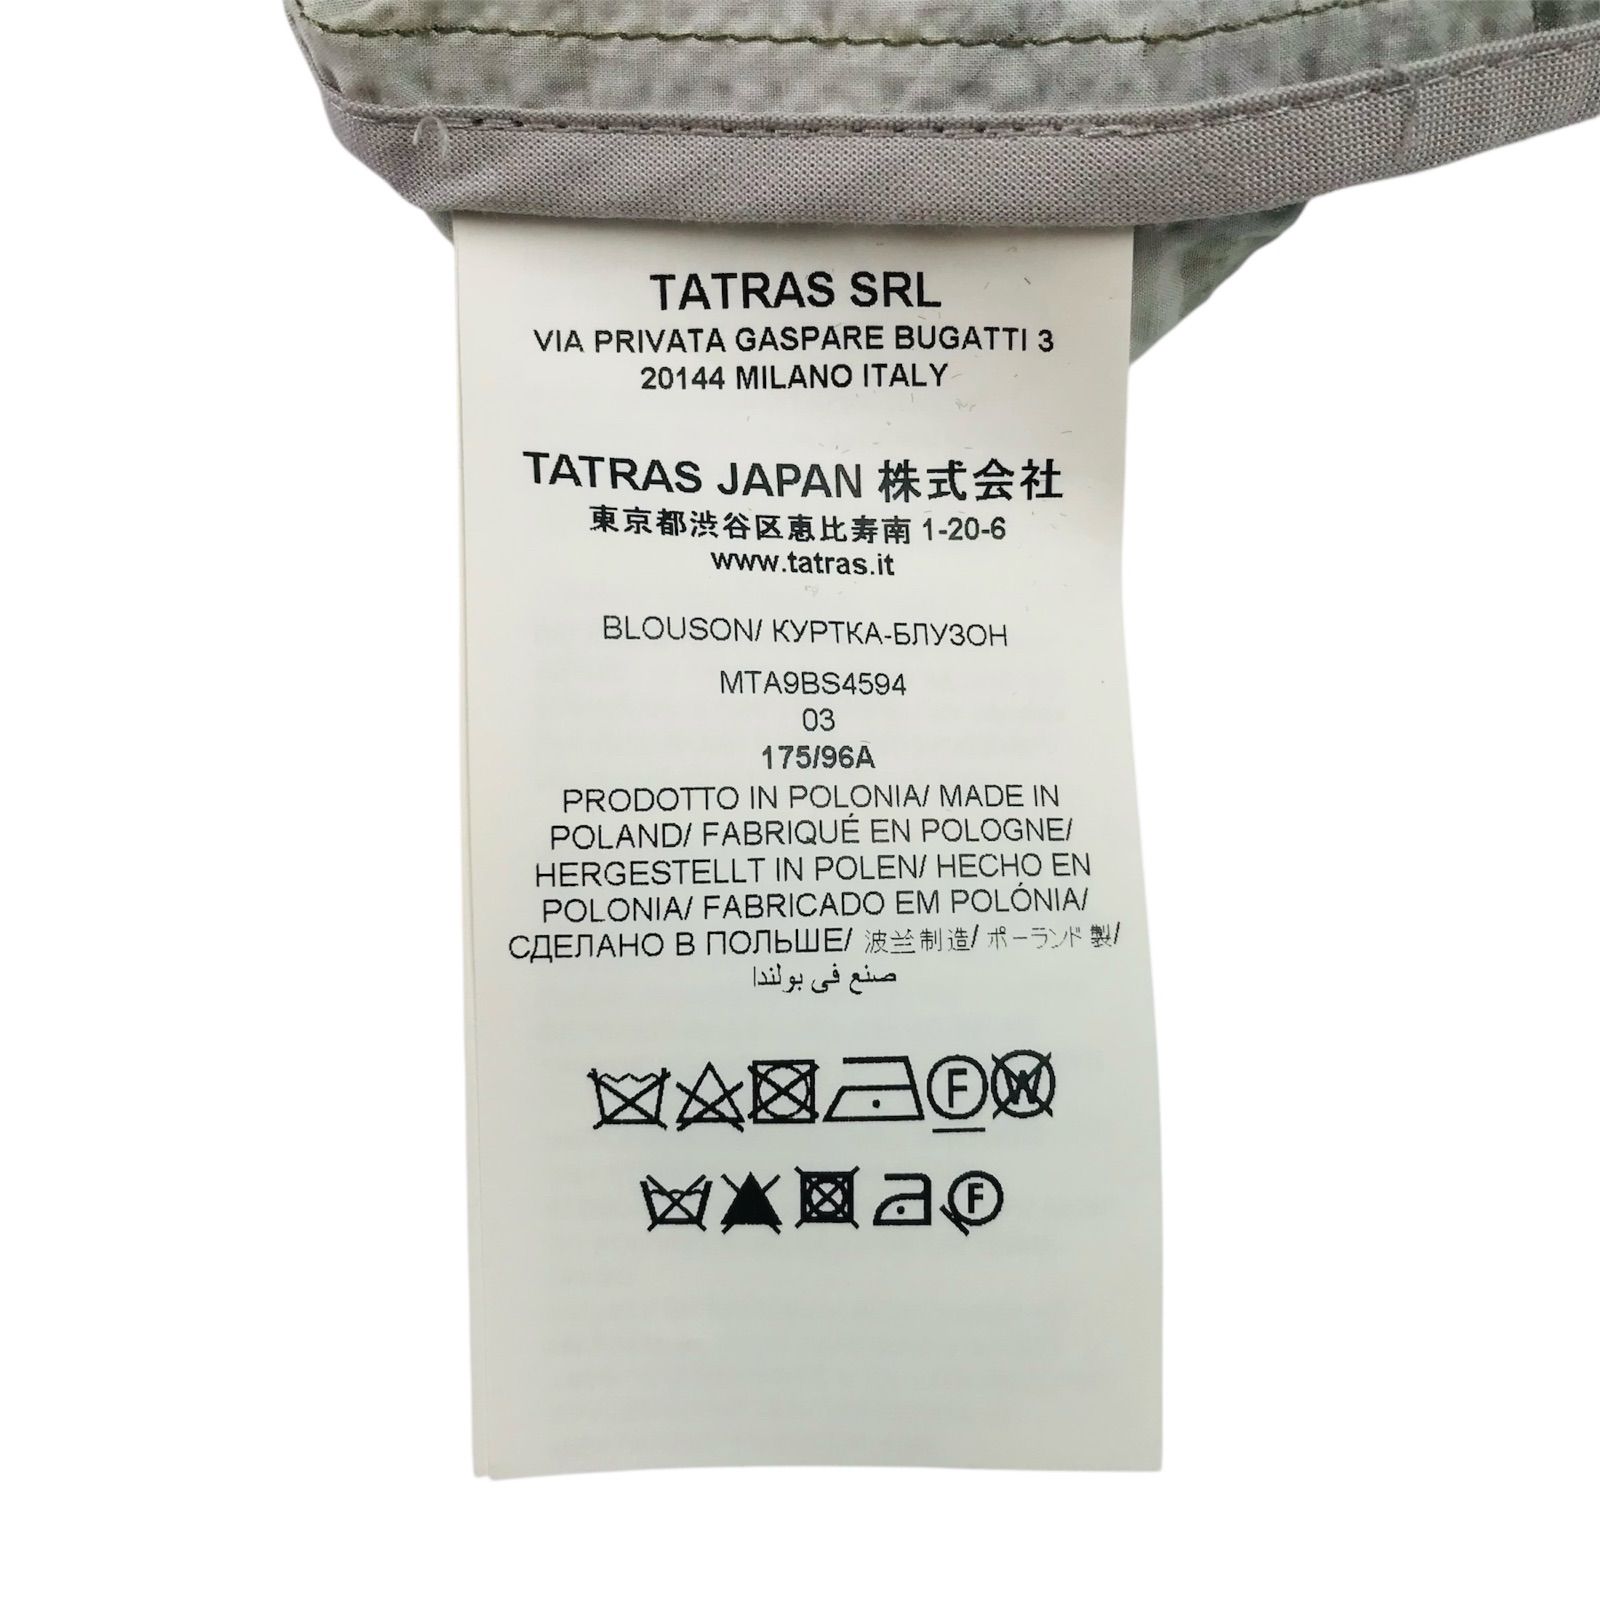 TATRAS SRL
VIA PRIVATA GASPARE BUGATTI 3
20144 MILANO ITALY
TATRAS JAPAN 株式会社
東京都渋谷区恵比寿南 1-20-6
www.tatras.it
BLOUSON/ КУРТКА-БЛУЗОН
MTA9BS4594
03
175/96A
PRODOTTO IN POLONIA/ MADE IN
POLAND/ FABRIQUÉ EN POLOGNE/
HERGESTELLT IN POLEN/ HECHO EN
POLONIA/ FABRICADO EM POLÓNIA/
СДЕЛАНО В ПОЛЬШЕ/ 波兰制造/ ポーランド製/
صنع في بولندا
F W
F